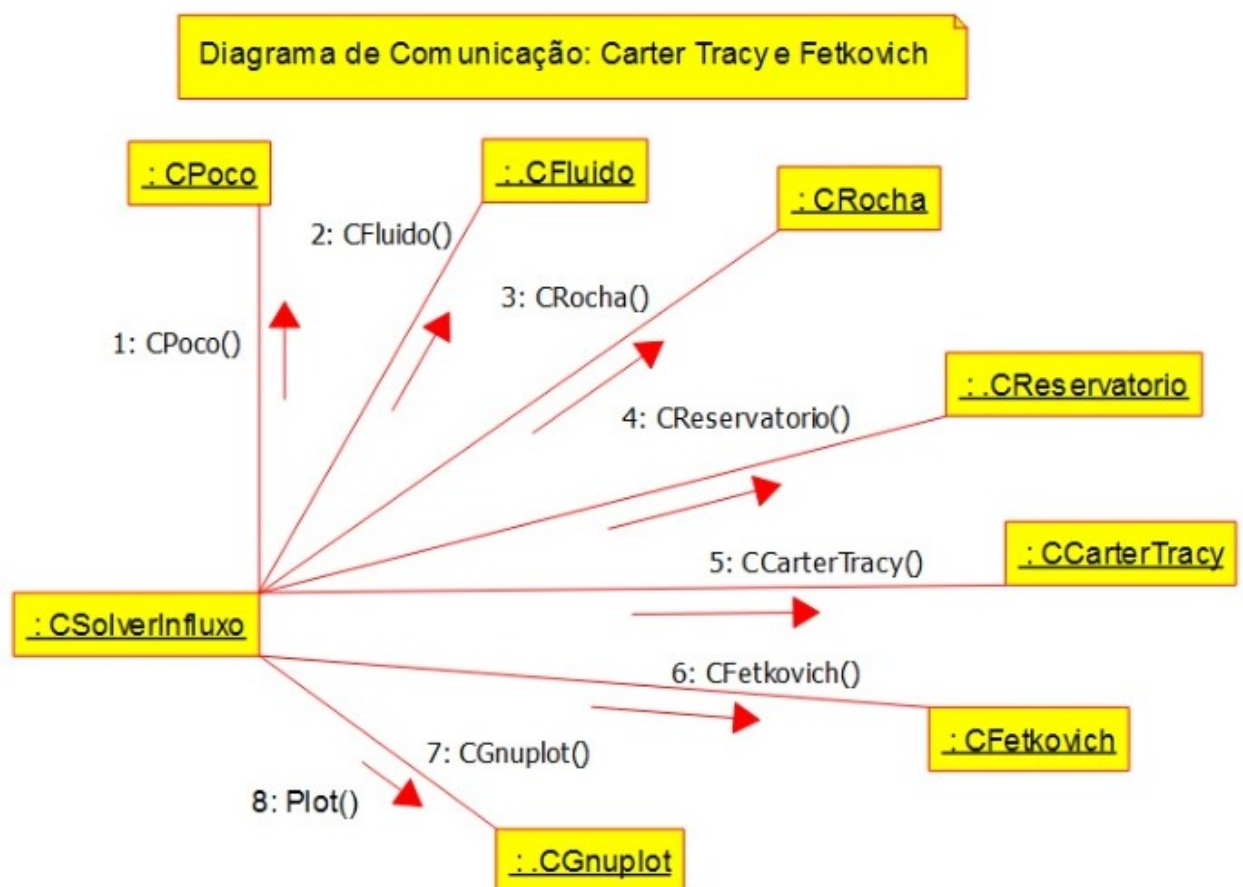 Diagrama de Comunicação: Carter Tracy e Fetkovich
: CPoco
: .CFluido
: CRocha
2: CFluido()
3: CRocha()
1: CPoco()
: .CReservatorio
4: CReservatorio()
: CCarterTracy
5: CCarterTracy()
: CSolverInfluxo
6: CFetkovich()
: CFetkovich
7: CGnuplot()
8: Plot()
: .CGnuplot